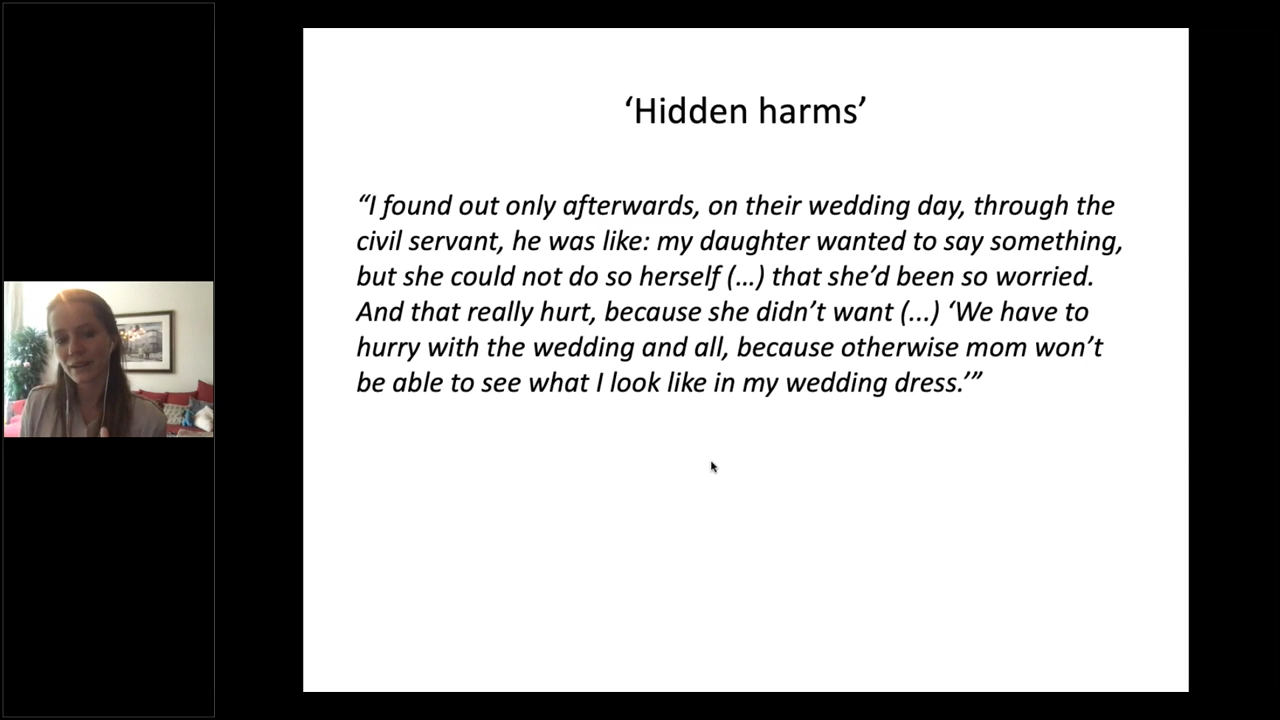 ‘Hidden harms’
“I found out only afterwards, on their wedding day, through the
civil servant, he was like: my daughter wanted to say something,
but she could not do so herself (…) that she’d been so worried.
And that really hurt, because she didn’t want (...) ‘We have to
hurry with the wedding and all, because otherwise mom won’t
be able to see what I look like in my wedding dress.’”